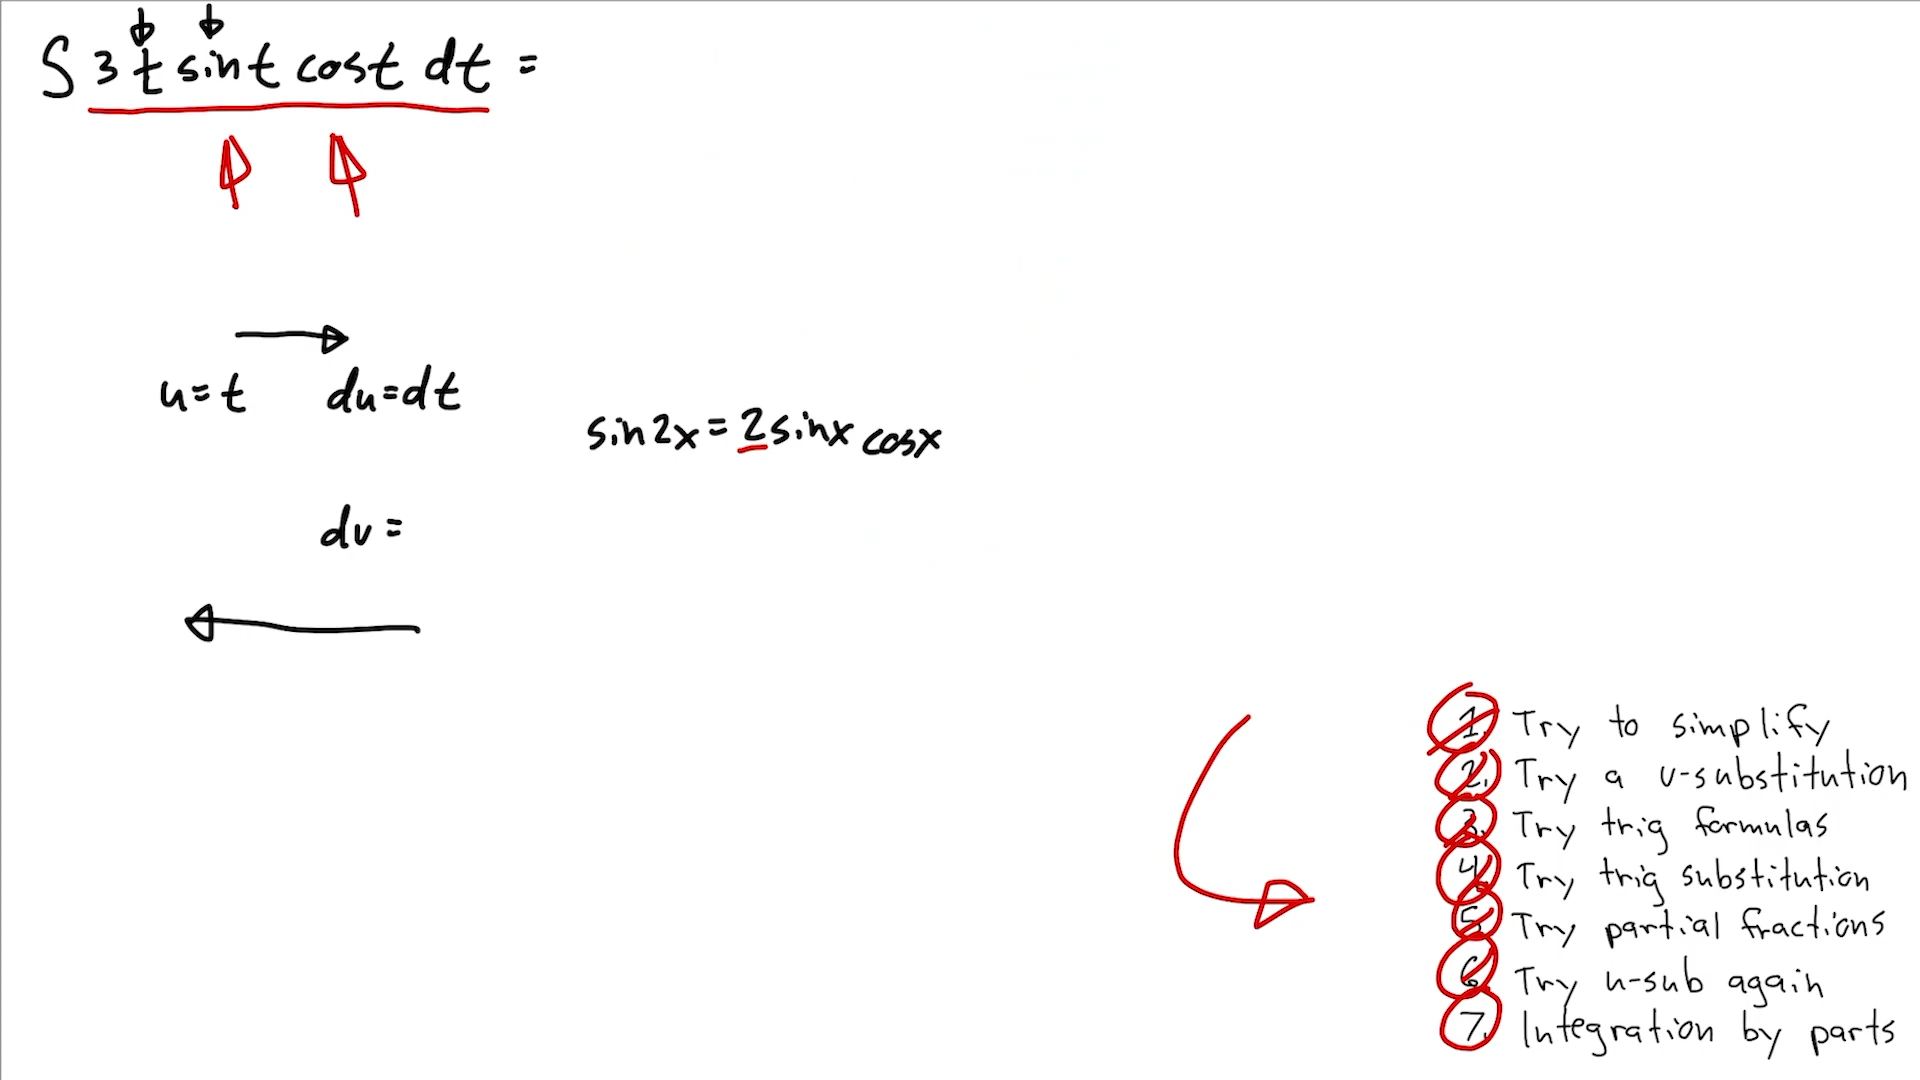 ∫ 3t sint cost dt =
u=t du=dt
sin2x = 2sinx cosx
dv =
1. Try to simplify
2. Try a u-substitution
3. Try trig formulas
4. Try trig substitution
5. Try partial fractions
6. Try u-sub again
7. Integration by parts